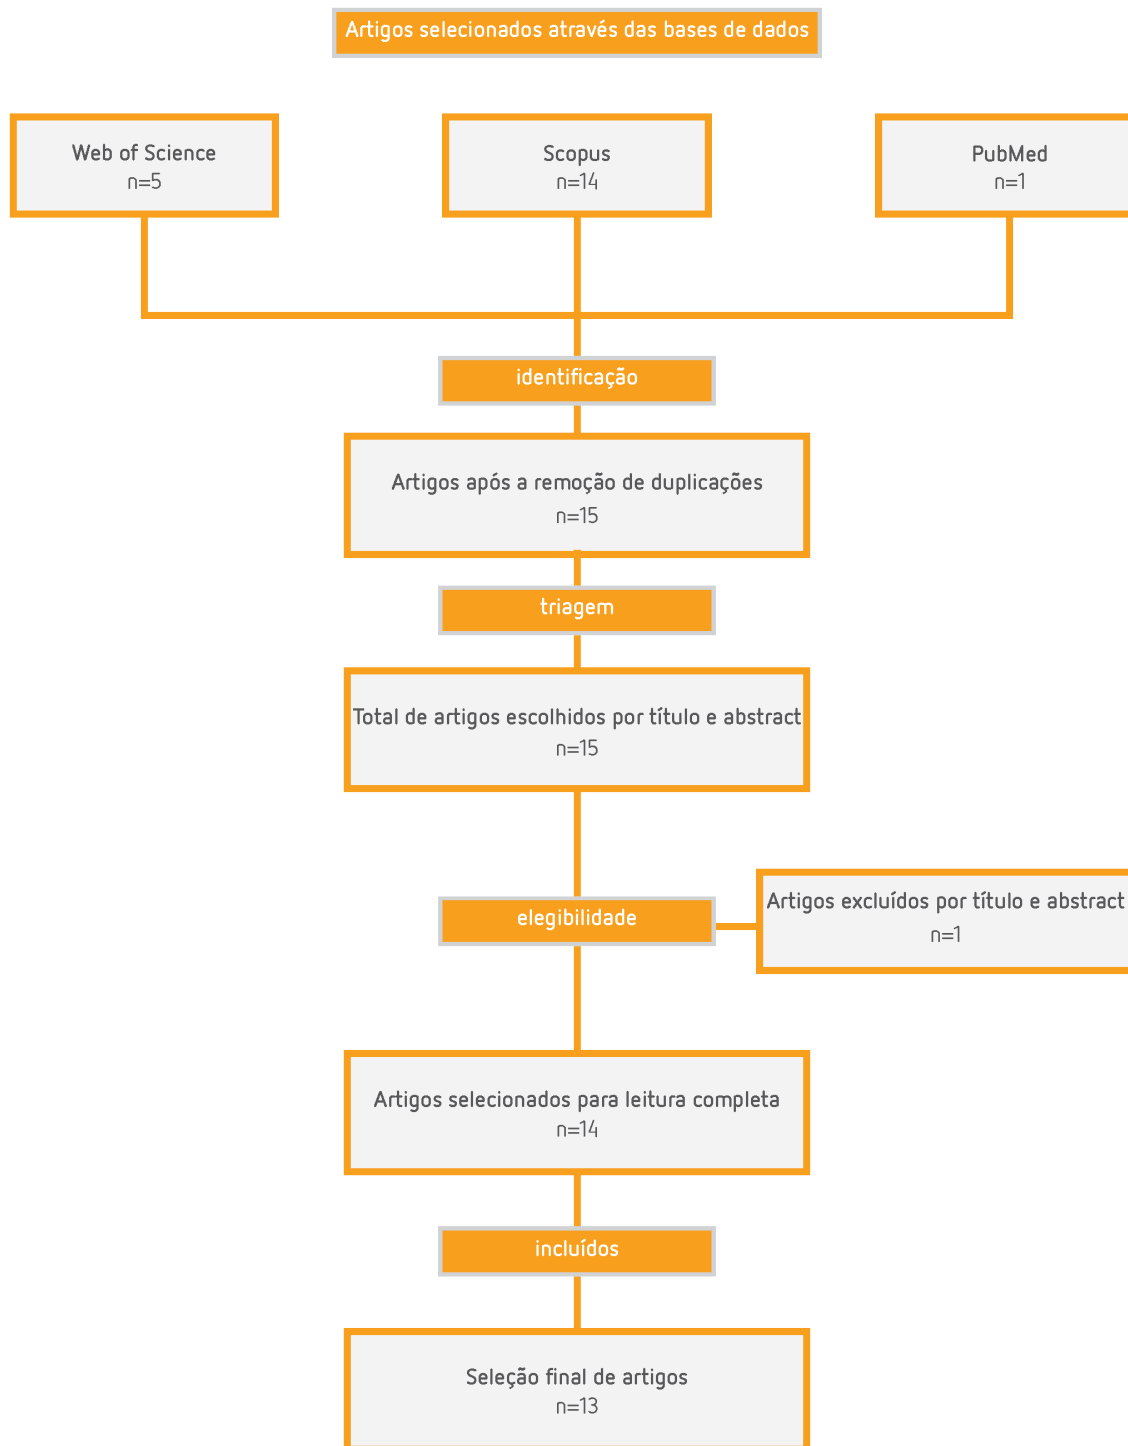 Artigos selecionados através das bases de dados
Web of Science
n=5
Scopus
n=14
PubMed
n=1
identificação
Artigos após a remoção de duplicações
n=15
triagem
Total de artigos escolhidos por título e abstract
n=15
elegibilidade
Artigos excluídos por título e abstract
n=1
Artigos selecionados para leitura completa
n=14
incluídos
Seleção final de artigos
n=13